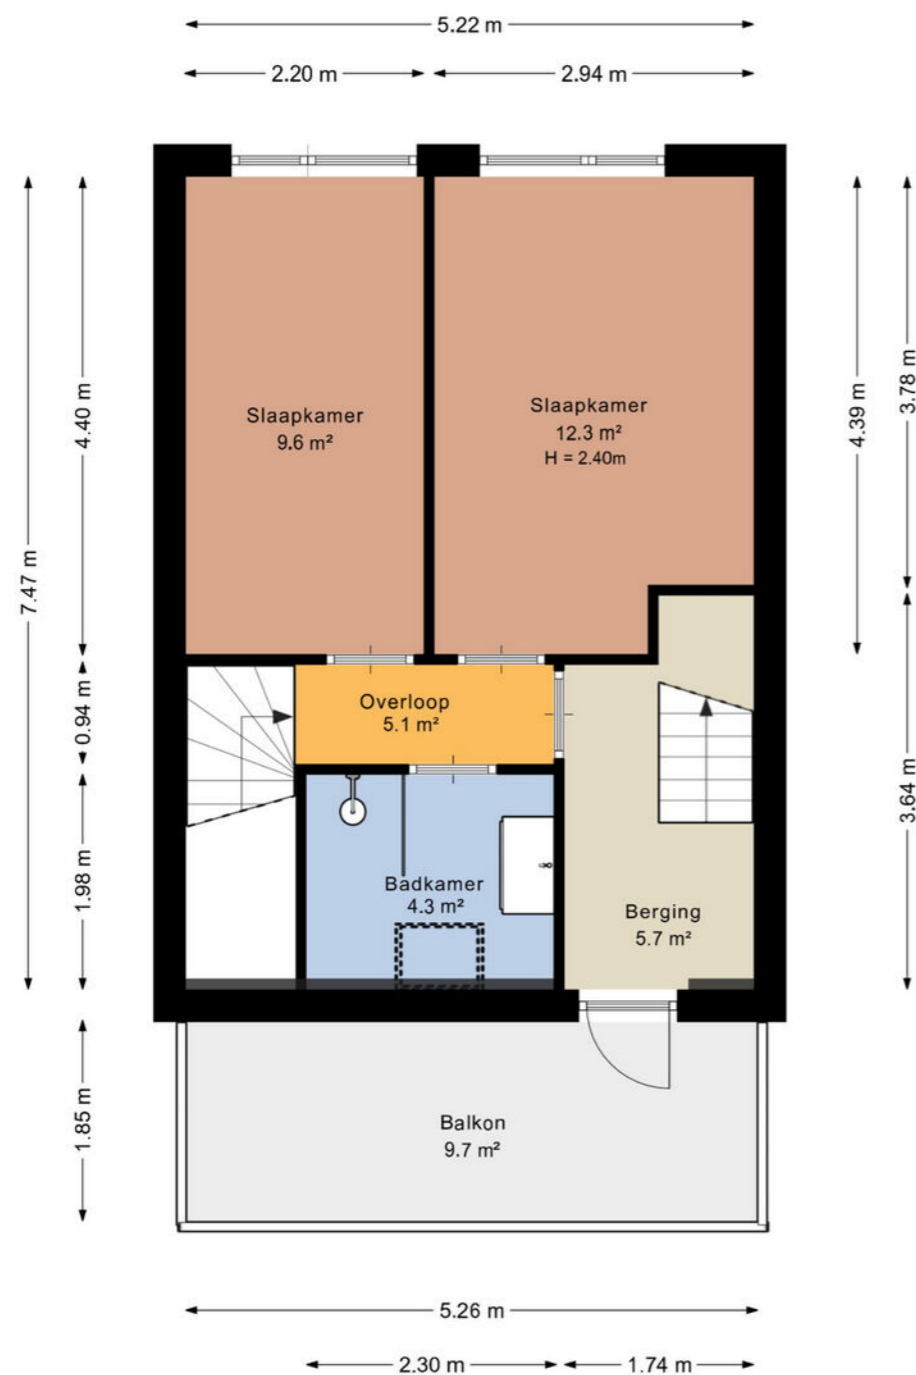 5.22 m
2.20 m
2.94 m
7.47 m
4.40 m
0.94 m
1.98 m
1.85 m
4.39 m
3.78 m
3.64 m
Slaapkamer
9.6 m²
Slaapkamer
12.3 m²
H = 2.40m
Overloop
5.1 m²
Badkamer
4.3 m²
Berging
5.7 m²
Balkon
9.7 m²
5.26 m
2.30 m
1.74 m